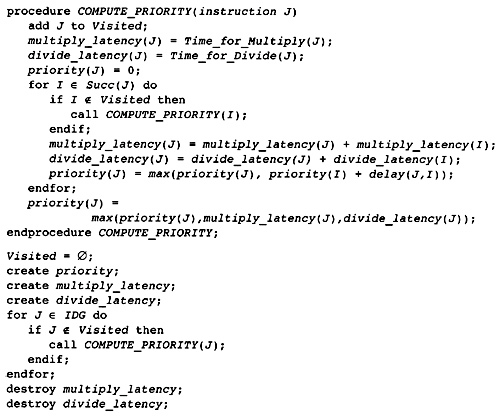 procedure COMPUTE_PRIORITY(instruction J)
add J to Visited;
multiply_latency(J) = Time_for_Multiply(J);
divide_latency(J) = Time_for_Divide(J);
priority(J) = 0;
for I ∈ Succ(J) do
if I ∉ Visited then
call COMPUTE_PRIORITY(I);
endif;
multiply_latency(J) = multiply_latency(J) + multiply_latency(I);
divide_latency(J) = divide_latency(J) + divide_latency(I);
priority(J) = max(priority(J), priority(I) + delay(J,I));
endfor;
priority(J) =
max(priority(J),multiply_latency(J),divide_latency(J));
endprocedure COMPUTE_PRIORITY;
Visited = ∅;
create priority;
create multiply_latency;
create divide_latency;
for J ∈ IDG do
if J ∉ Visited then
call COMPUTE_PRIORITY(J);
endif;
endfor;
destroy multiply_latency;
destroy divide_latency;